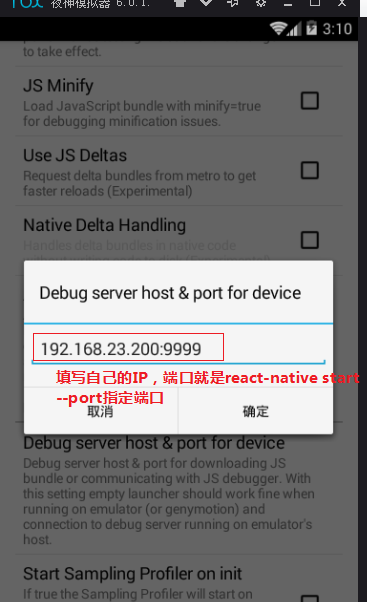 nox 夜神模拟器 6.0.1.
3:10
to take effect.
JS Minify
Load JavaScript bundle with minify=true
for debugging minification issues.
Use JS Deltas
Request delta bundles from metro to get
faster reloads (Experimental)
Native Delta Handling
Handles delta bundles in native code
Debug server host & port for device
192.168.23.200:9999
填写自己的IP，端口就是react-native start
--port指定端口
取消
确定
Debug server host & port for device
Debug server host & port for downloading JS
bundle or communicating with JS debugger. With
this setting empty launcher should work fine when
running on emulator (or genymotion) and
connection to debug server running on emulator's
host.
Start Sampling Profiler on init
If true the Sampling Profiler will start on